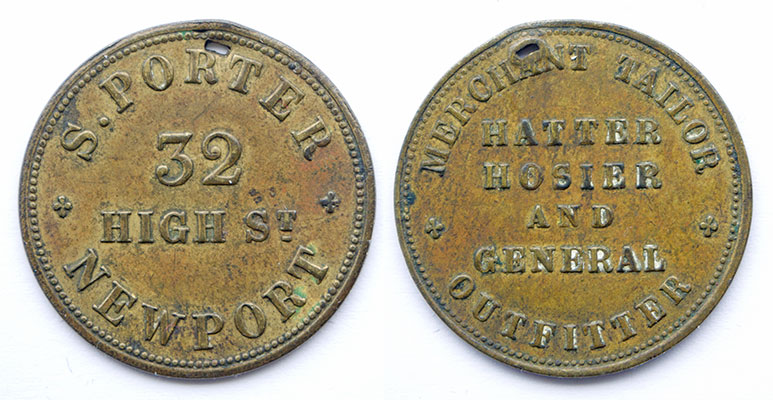 S. PORTER
32
HIGH ST
NEWPORT
MERCHANT TAILOR
HATTER
HOSIER
AND
GENERAL
OUTFITTER